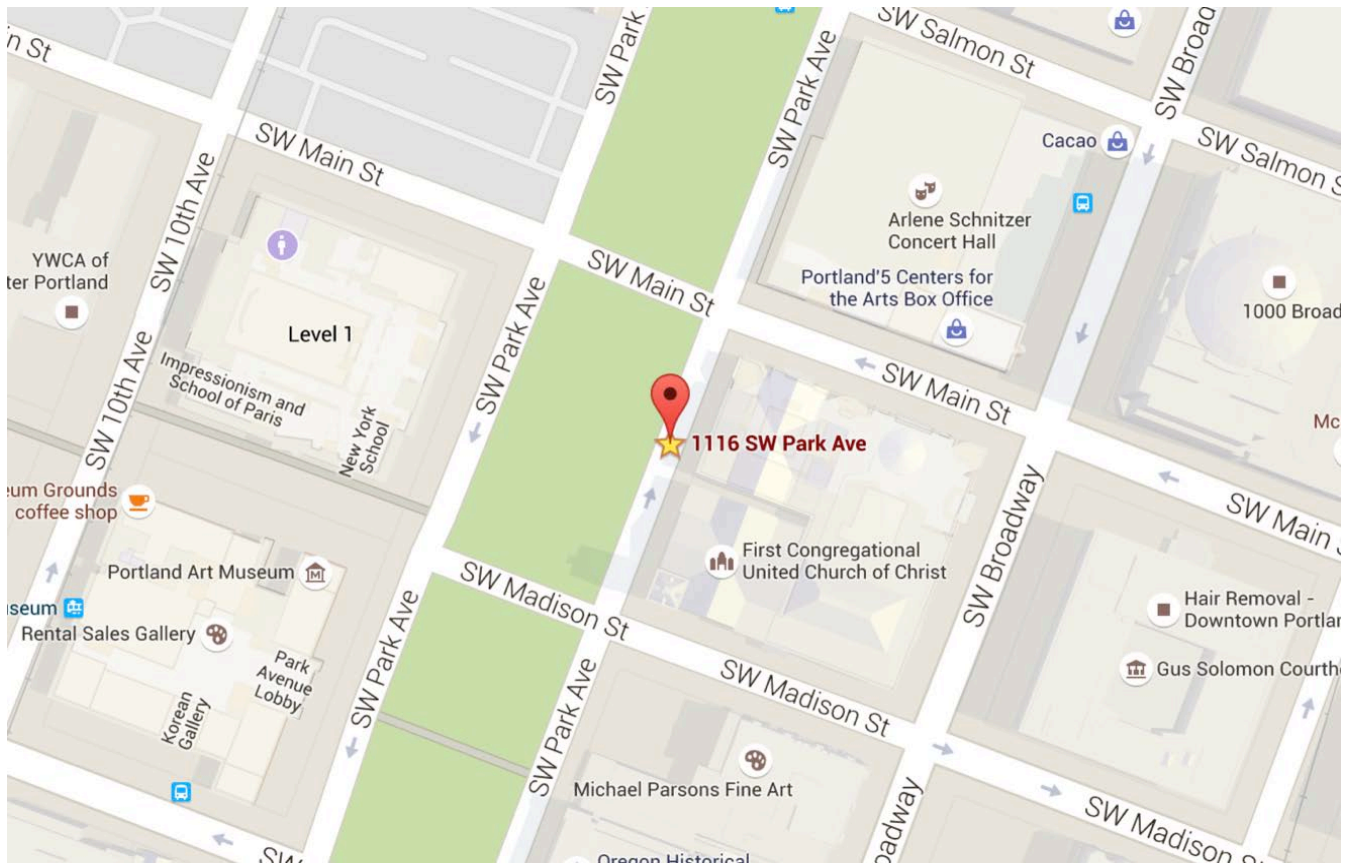 n St
SW Park
SW Park Ave
SW Salmon St
SW Broad
SW Main St
Cacao
SW Salmon S
SW 10th Ave
YWCA of
ter Portland
Arlene Schnitzer
Concert Hall
SW Main St
Portland'5 Centers for
the Arts Box Office
1000 Broad
Level 1
SW Park Ave
SW 10th Ave
Impressionism and
School of Paris
New York
School
SW Main St
Mc
1116 SW Park Ave
eum Grounds
coffee shop
SW Main
SW Broadway
First Congregational
United Church of Christ
Portland Art Museum
SW Madison St
seum
Rental Sales Gallery
Hair Removal -
Downtown Portlan
Gus Solomon Courth
Park
Avenue
Lobby
Korean
Gallery
SW Park Ave
SW Park Ave
SW Madison St
Michael Parsons Fine Art
oadway
SW Madison S
SW
Oregon Historical